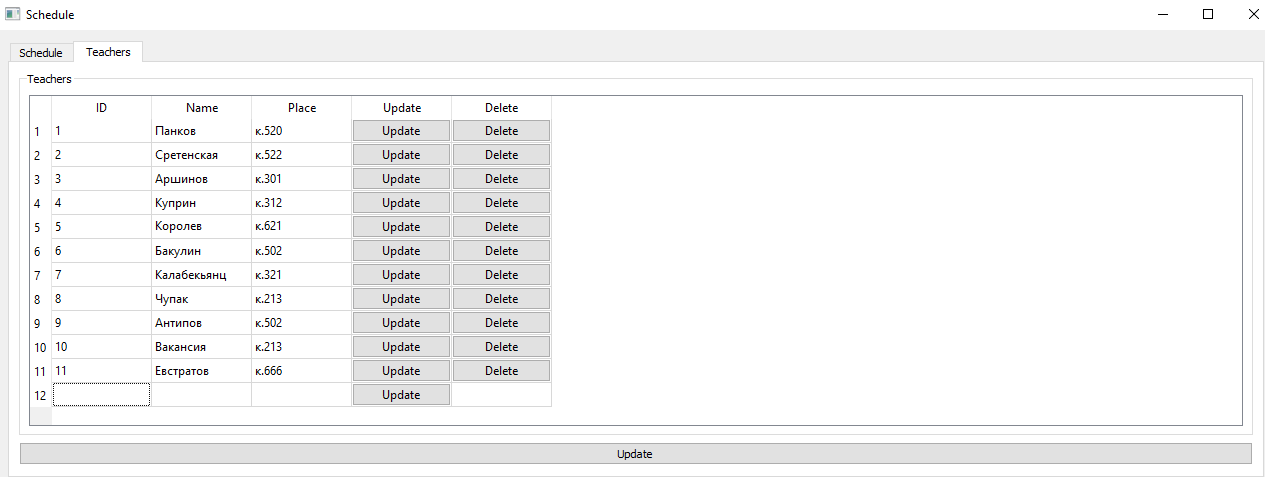 Schedule
Schedule Teachers
Teachers
ID Name Place Update Delete
1 1 Панков к.520 Update Delete
2 2 Сретенская к.522 Update Delete
3 3 Аршинов к.301 Update Delete
4 4 Куприн к.312 Update Delete
5 5 Королев к.621 Update Delete
6 6 Бакулин к.502 Update Delete
7 7 Калабекьянц к.321 Update Delete
8 8 Чупак к.213 Update Delete
9 9 Антипов к.502 Update Delete
10 10 Вакансия к.213 Update Delete
11 11 Евстратов к.666 Update Delete
12 Update
Update